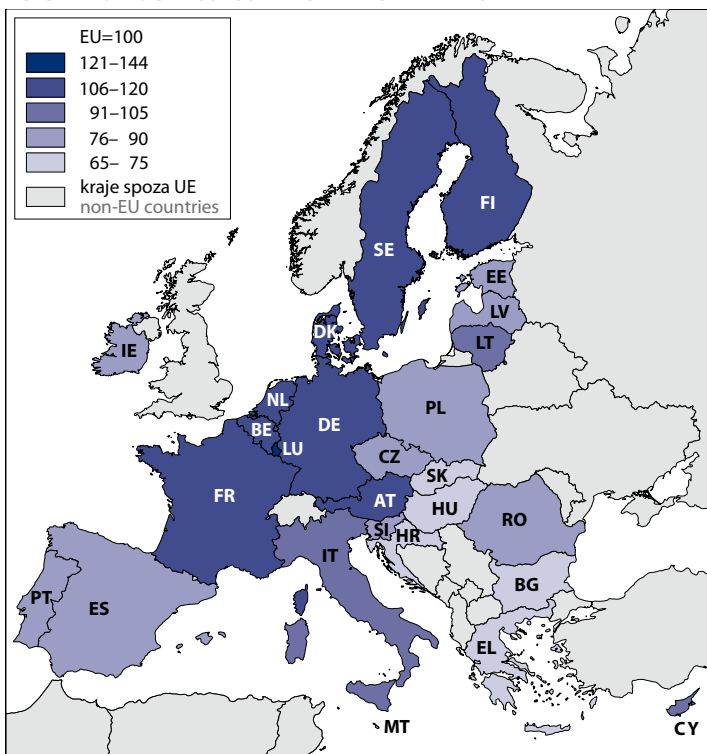 EU=100
121–144
106–120
91–105
76– 90
65– 75
kraje spoza UE
non-EU countries
FI
SE
EE
LV
LT
DK
IE
NL
BE
LU
DE
PL
CZ
SK
FR
AT
HU
RO
SI
HR
IT
BG
PT
ES
EL
MT
CY